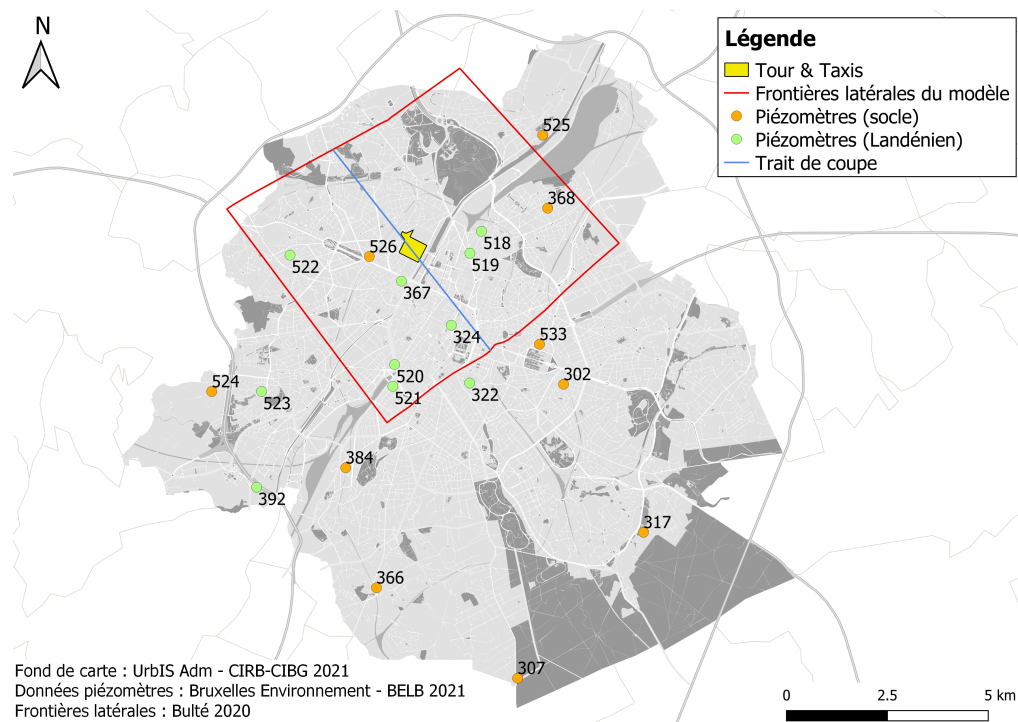 N
Légende
Tour & Taxis
Frontières latérales du modèle
Piézomètres (socle)
Piézomètres (Landénien)
Trait de coupe
525
368
518
526
522
519
367
324
533
520
302
524
523
521
322
384
392
317
366
307
Fond de carte : UrbIS Adm - CIRB-CIBG 2021
Données piézomètres : Bruxelles Environnement - BELB 2021
Frontières latérales : Bulté 2020
0 2.5 5 km